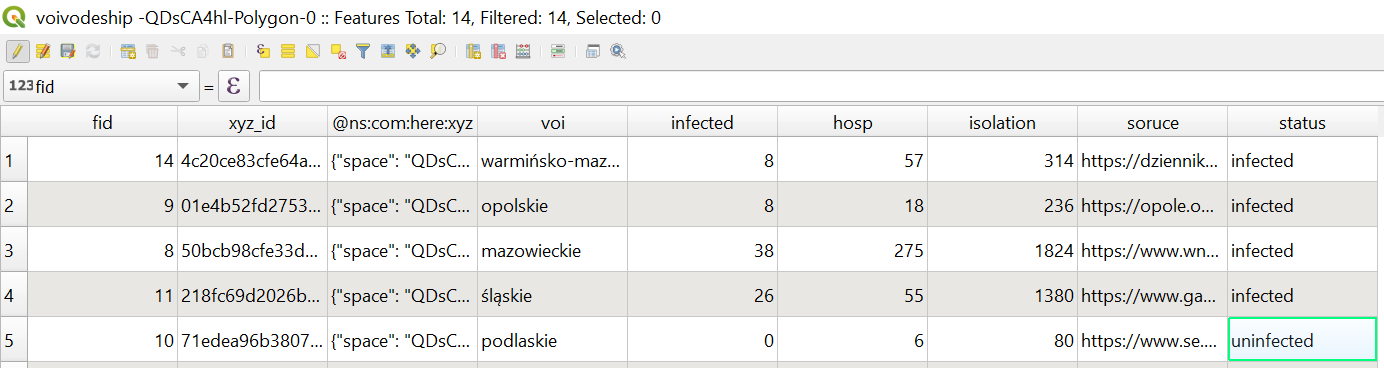 voivodeship -QDsCA4hl-Polygon-0 :: Features Total: 14, Filtered: 14, Selected: 0
123 fid = ε
fid xyz_id @ns:com:here:xyz voi infected hosp isolation soruce status
1 14 4c20ce83cfe64a... {"space": "QDsC... warmińsko-maz... 8 57 314 https://dziennik... infected
2 9 01e4b52fd2753... {"space": "QDsC... opolskie 8 18 236 https://opole.o... infected
3 8 50bcb98cfe33d... {"space": "QDsC... mazowieckie 38 275 1824 https://www.wn... infected
4 11 218fc69d2026b... {"space": "QDsC... śląskie 26 55 1380 https://www.ga... infected
5 10 71edea96b3807... {"space": "QDsC... podlaskie 0 6 80 https://www.se.... uninfected